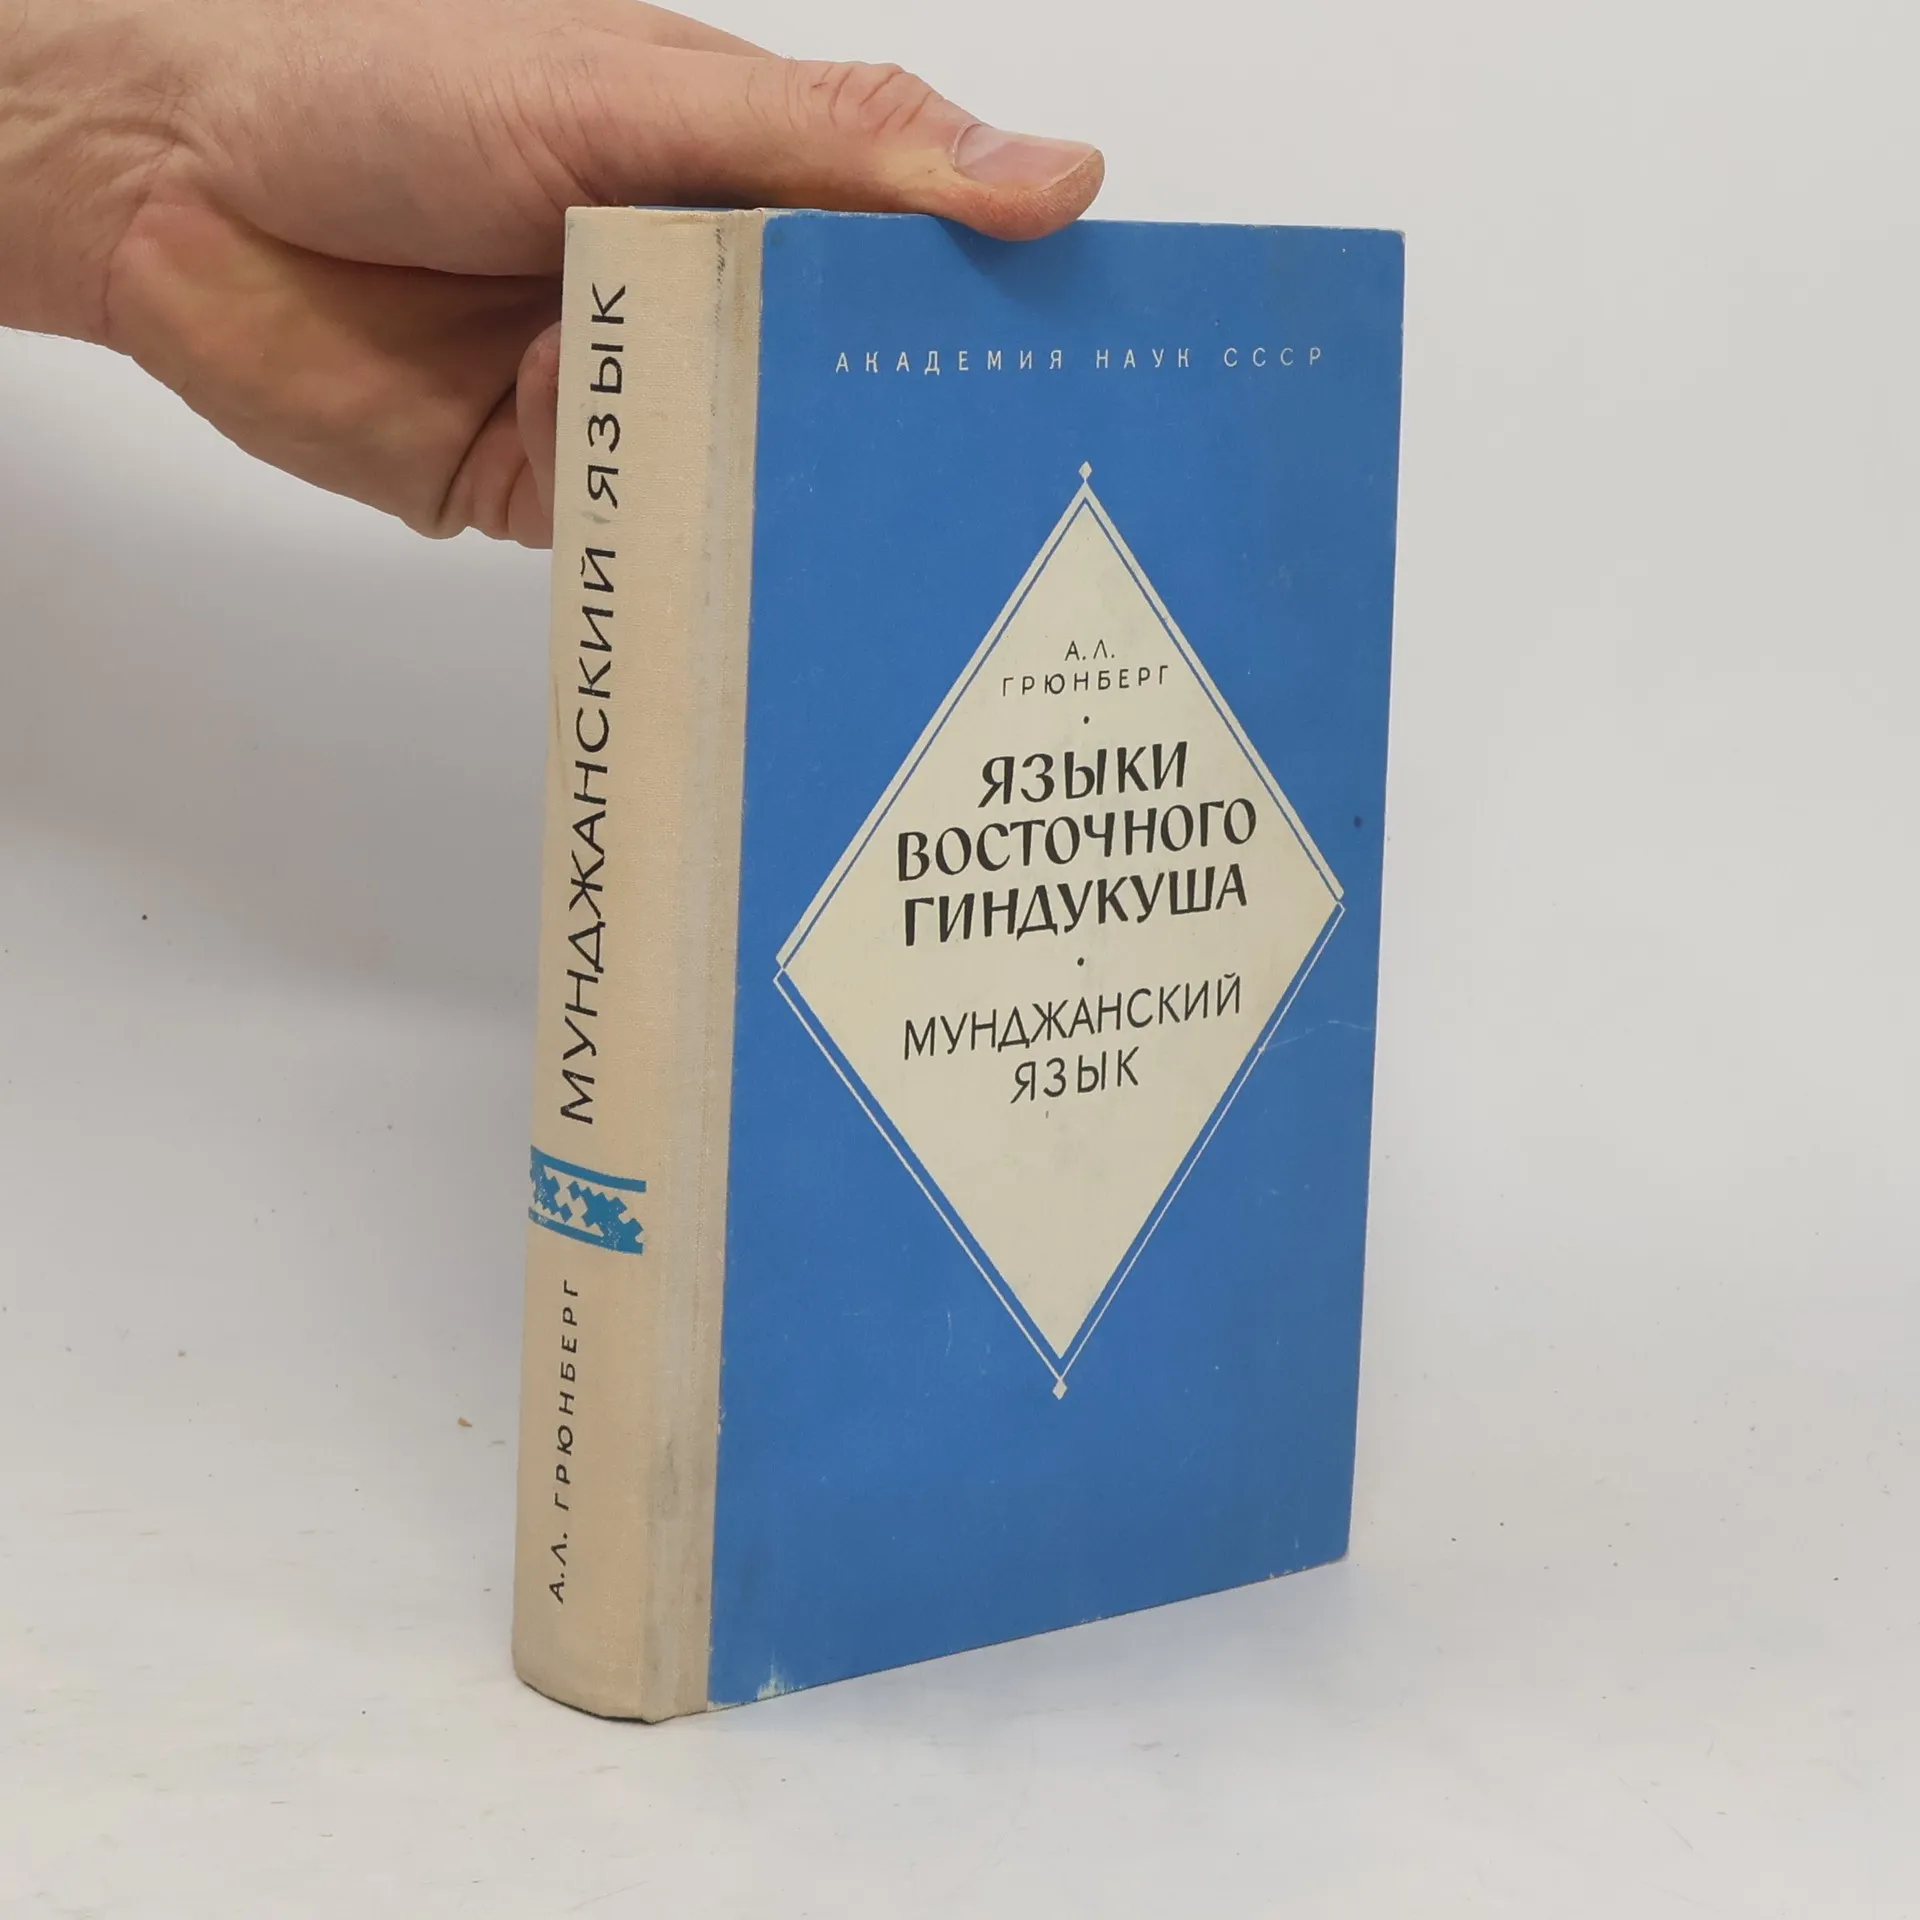 МУНДЖАНСКИЙ ЯЗЫК
А. Л. ГРЮНБЕРГ
АКАДЕМИЯ НАУК СССР
А. Л.
ГРЮНБЕРГ
ЯЗЫКИ
ВОСТОЧНОГО
ГИНДУКУША
МУНДЖАНСКИЙ
ЯЗЫК